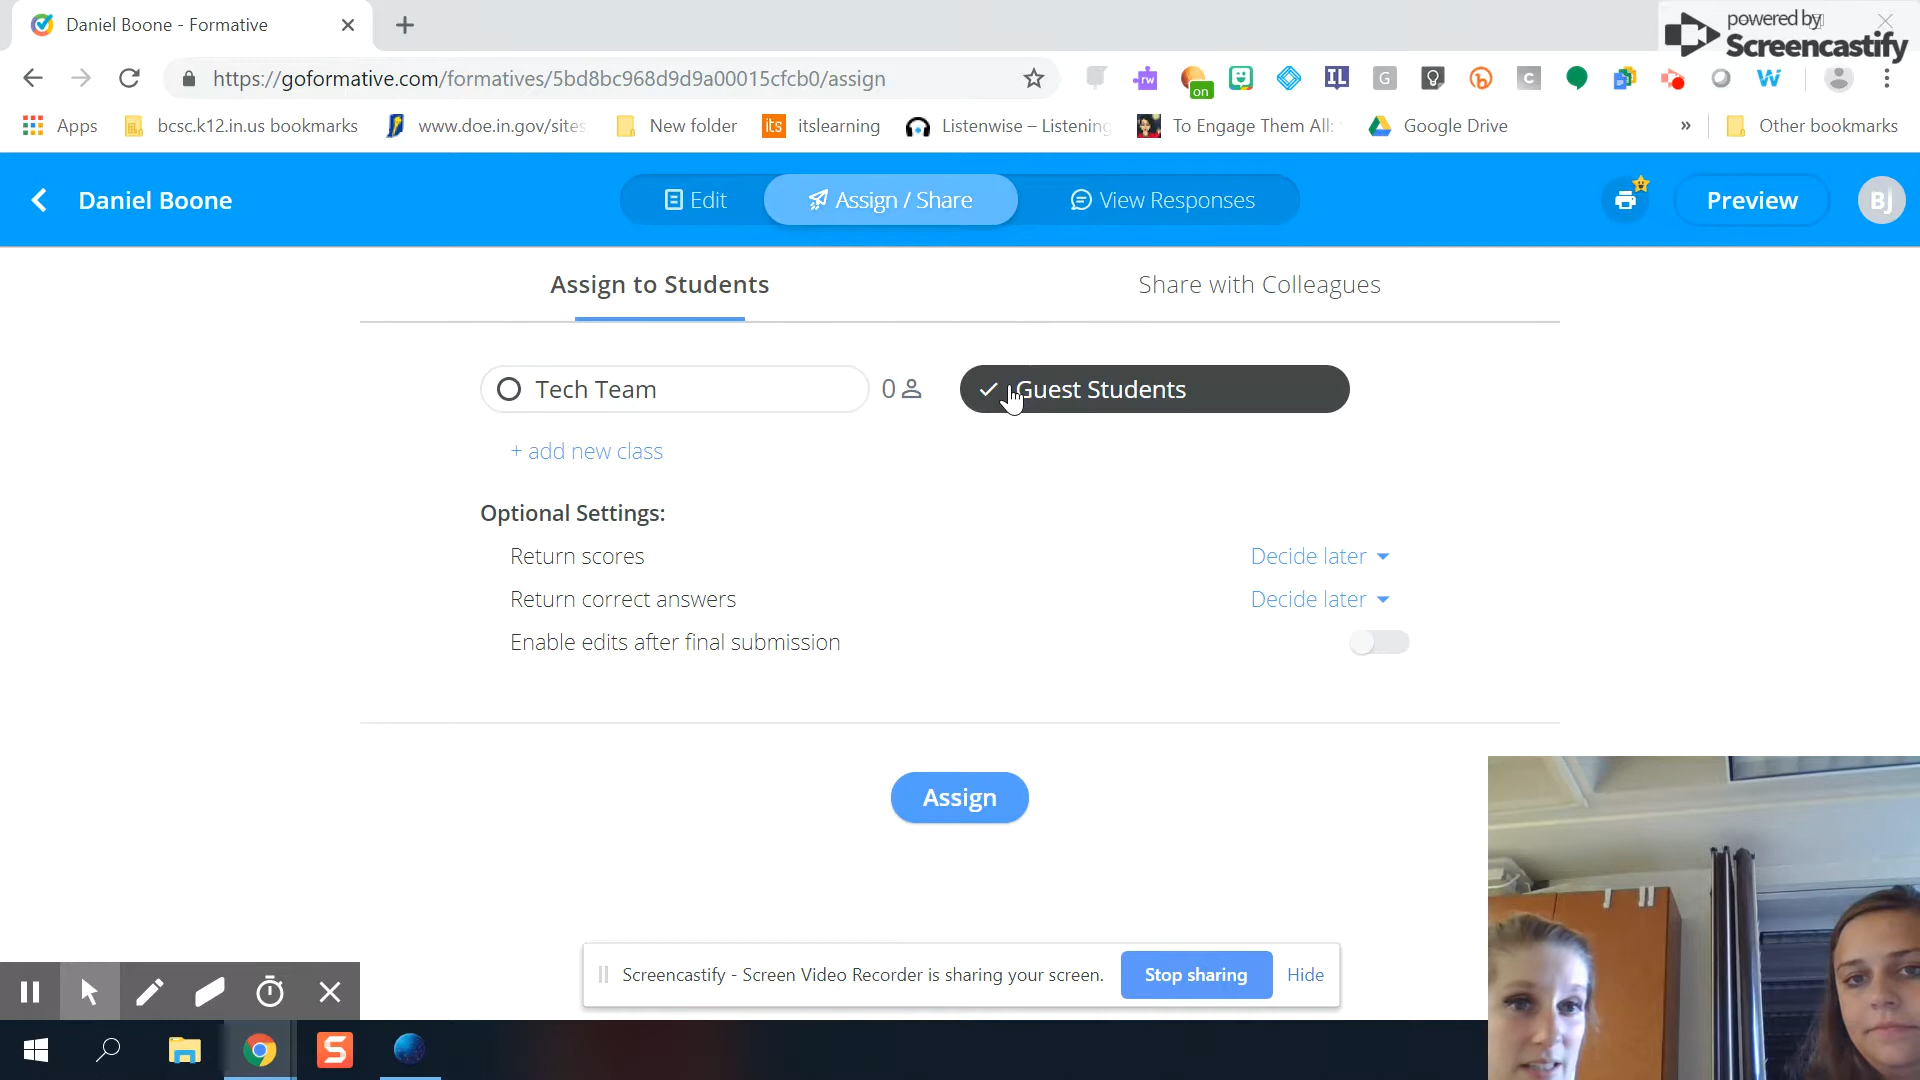 Daniel Boone - Formative
powered by
Screencastify
https://goformative.com/formatives/5bd8bc968d9d9a00015cfcb0/assign
rw
on
IL
G
C
W
Apps
bcsc.k12.in.us bookmarks
www.doe.in.gov/sites
New folder
its
itslearning
Listenwise – Listening
To Engage Them All:
Google Drive
»
Other bookmarks
Daniel Boone
Edit
Assign / Share
View Responses
Preview
BJ
Assign to Students
Share with Colleagues
Tech Team
0
Guest Students
+ add new class
Optional Settings:
Return scores
Decide later
Return correct answers
Decide later
Enable edits after final submission
Assign
Screencastify - Screen Video Recorder is sharing your screen.
Stop sharing
Hide
S